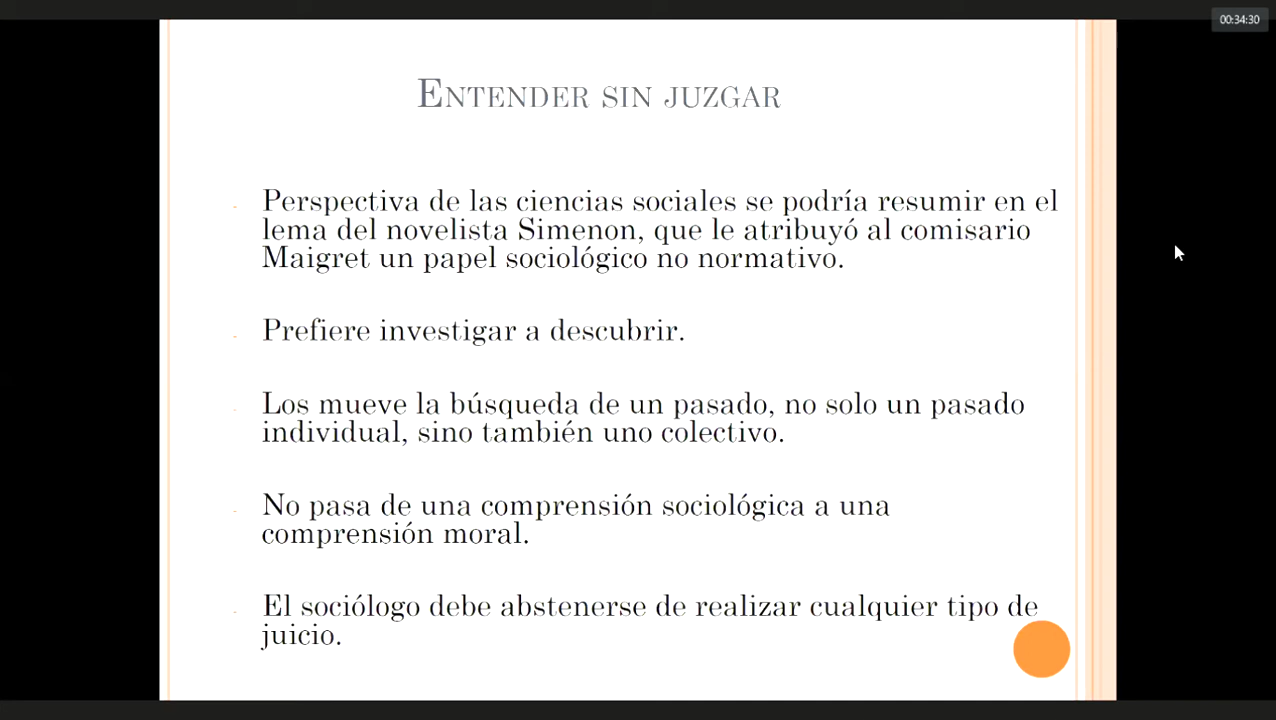 00:34:30
ENTENDER SIN JUZGAR
- Perspectiva de las ciencias sociales se podría resumir en el
lema del novelista Simenon, que le atribuyó al comisario
Maigret un papel sociológico no normativo.
- Prefiere investigar a descubrir.
- Los mueve la búsqueda de un pasado, no solo un pasado
individual, sino también uno colectivo.
- No pasa de una comprensión sociológica a una
comprensión moral.
- El sociólogo debe abstenerse de realizar cualquier tipo de
juicio.